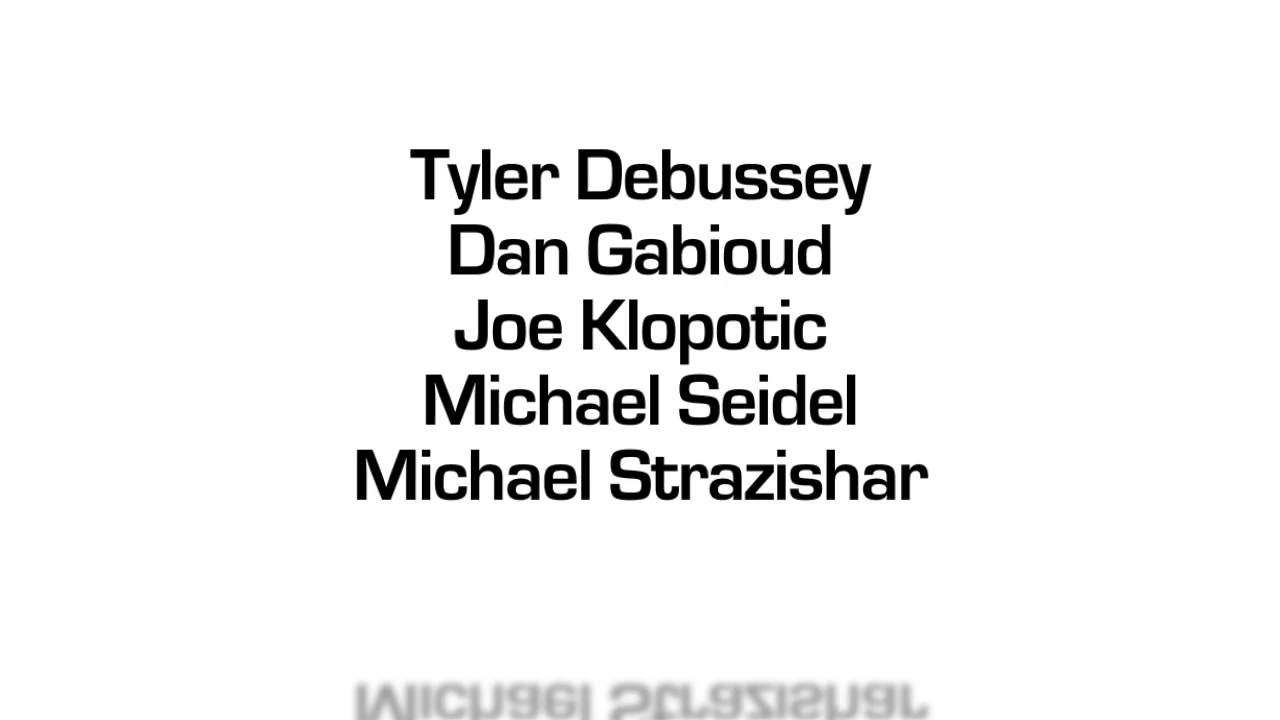 Tyler Debussey
Dan Gabioud
Joe Klopotic
Michael Seidel
Michael Strazishar